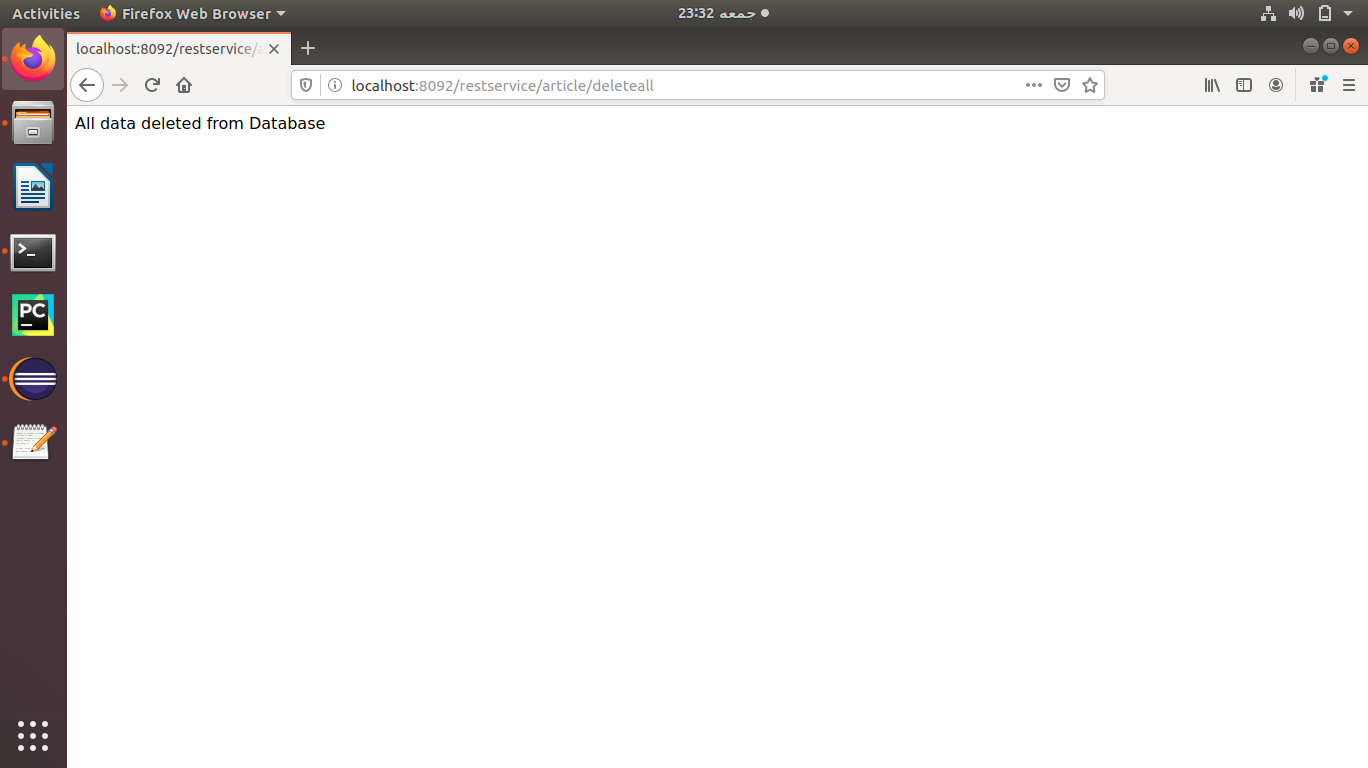 Activities
Firefox Web Browser
23:32 جمعه
localhost:8092/restservice/a
localhost:8092/restservice/article/deleteall
All data deleted from Database
PC